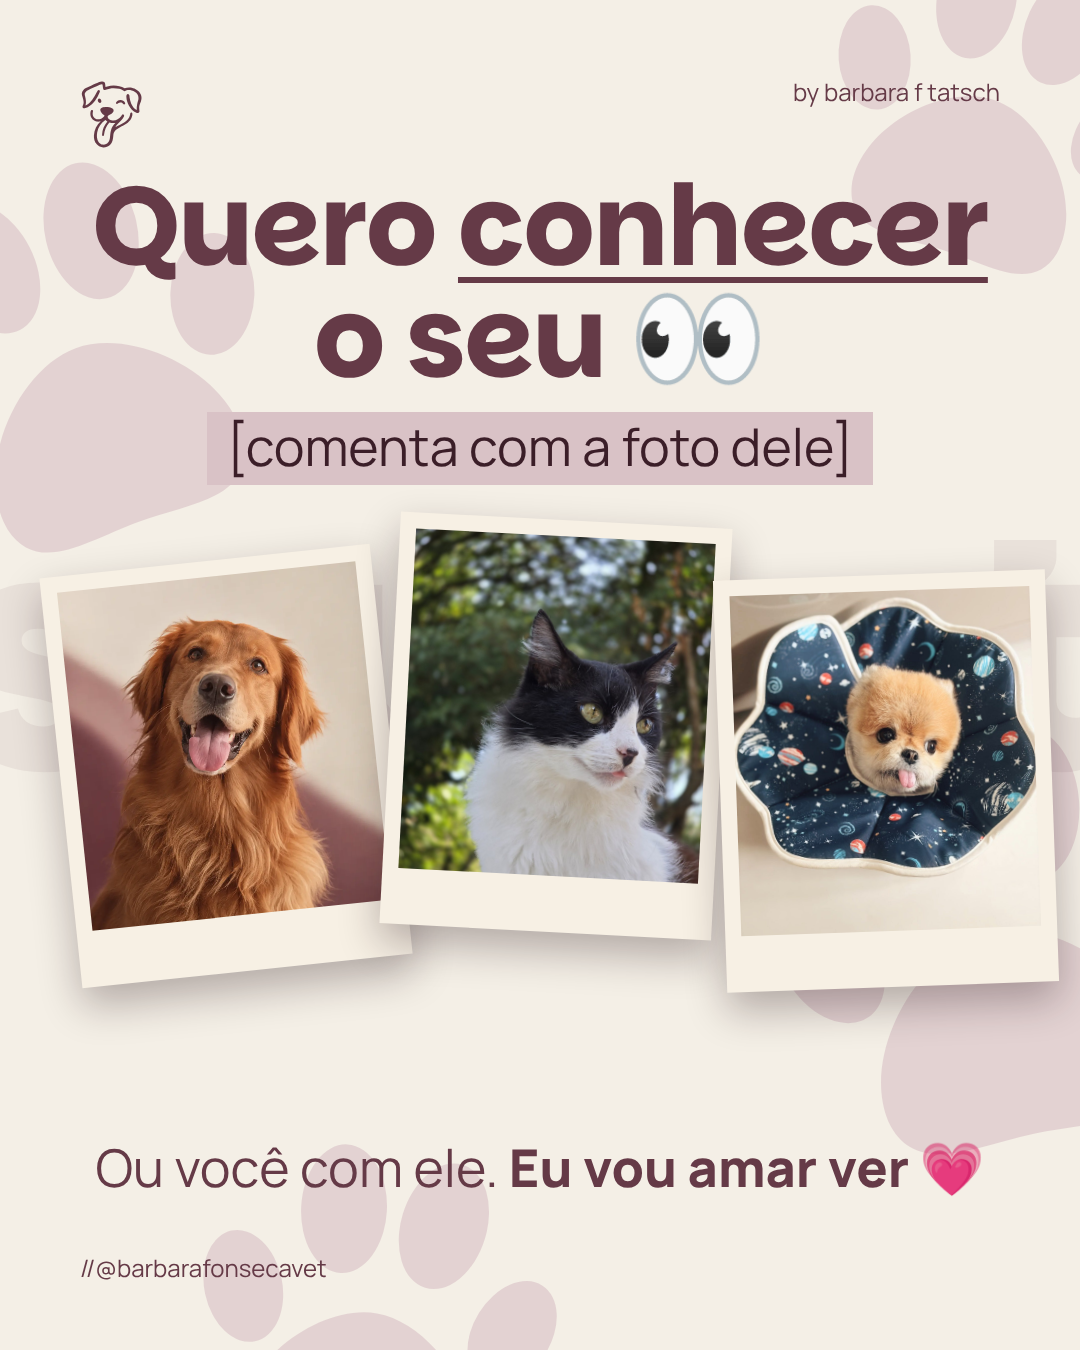 by barbara f tatsch
Quero conhecer
o seu 👀
[comenta com a foto dele]
Ou você com ele. Eu vou amar ver 💗
//@barbarafonsecavet